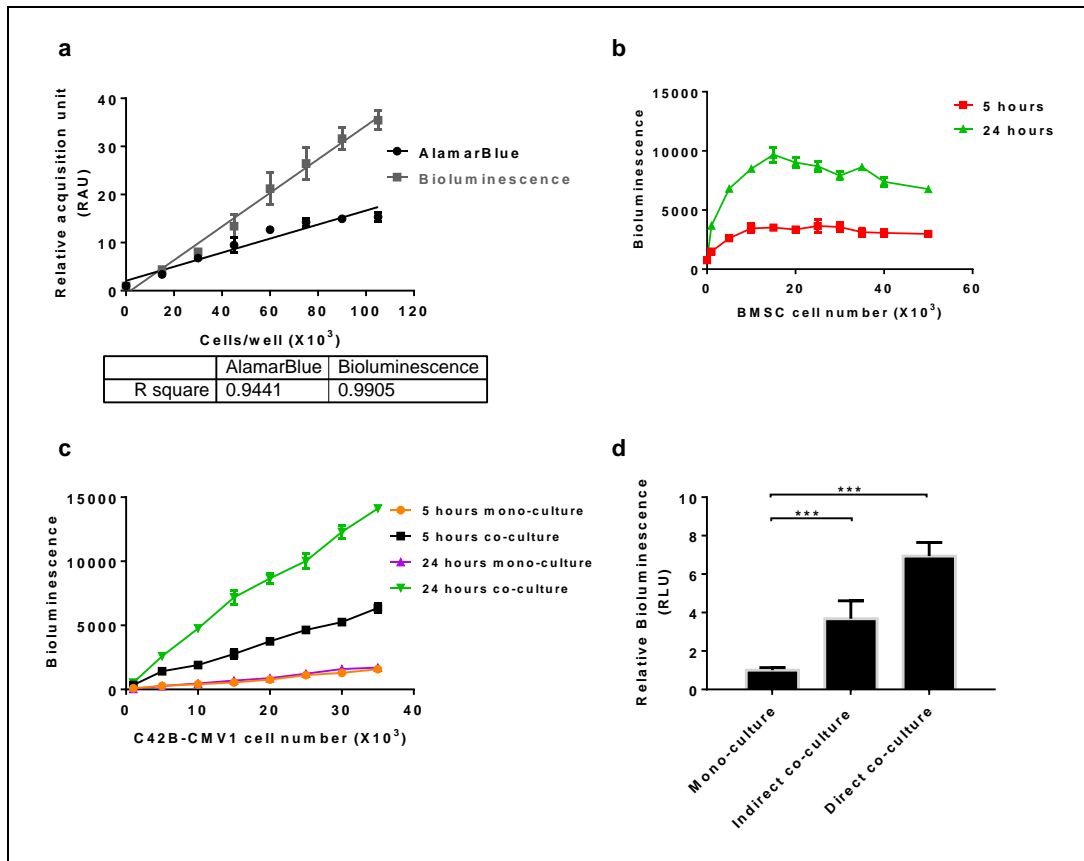 a
Relative acquisition unit
(RAU)
40
30
20
10
0
0 20 40 60 80 100 120
Cells/well (X10³)
AlamarBlue
Bioluminescence
AlamarBlue Bioluminescence
R square 0.9441 0.9905
b
Bioluminescence
15000
10000
5000
0
0 20 40 60
BMSC cell number (X10³)
5 hours
24 hours
c
Bioluminescence
15000
10000
5000
0
0 10 20 30 40
C42B-CMV1 cell number (X10³)
5 hours mono-culture
5 hours co-culture
24 hours mono-culture
24 hours co-culture
d
Relative Bioluminescence
(RLU)
10
8
6
4
2
0
***
***
Mono-culture
Indirect co-culture
Direct co-culture